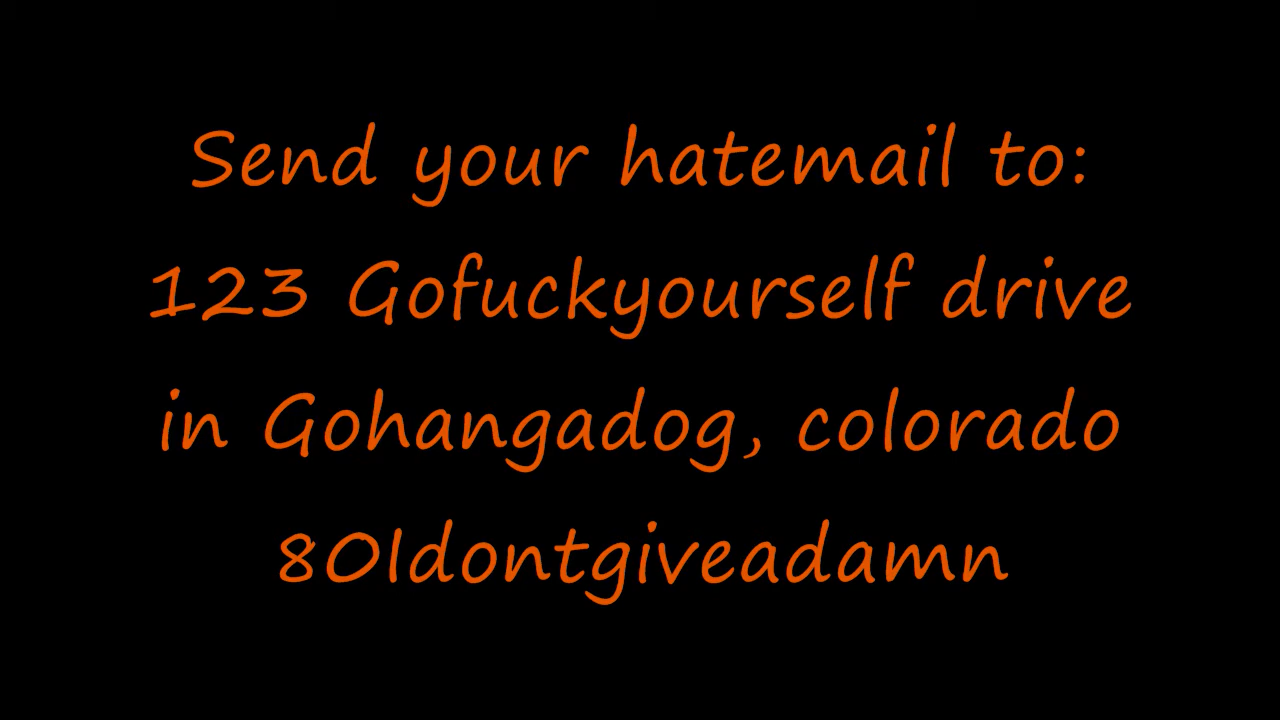 Send your hatemail to:
123 Gofuckyourself drive
in Gohangadog, colorado
80Idontgiveadamn